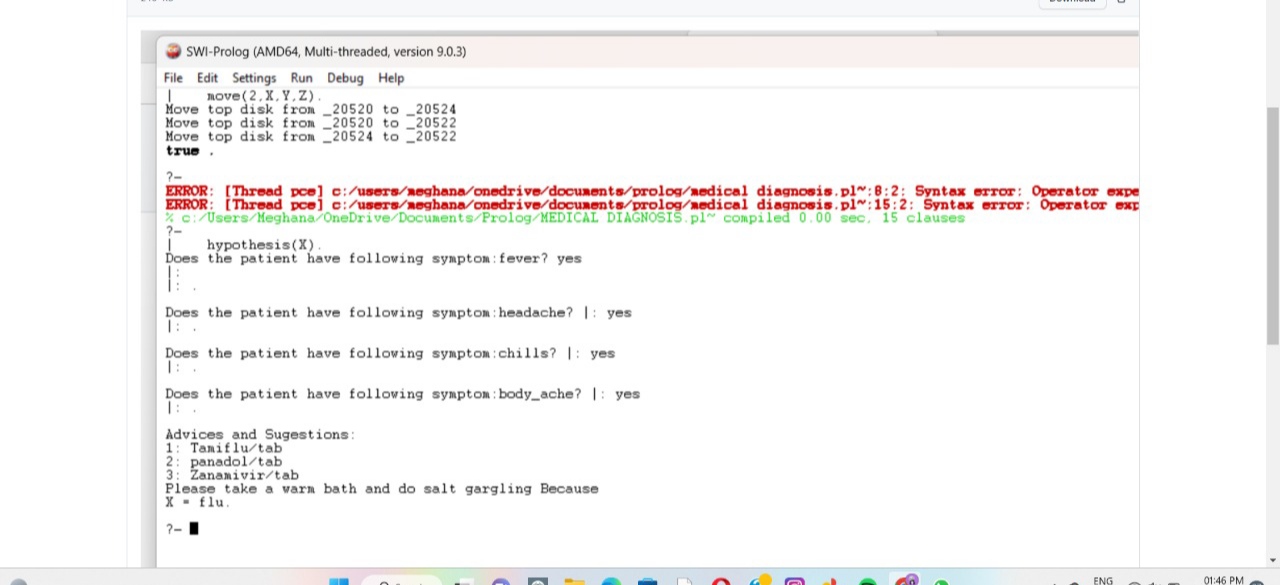 SWI-Prolog (AMD64, Multi-threaded, version 9.0.3)
File Edit Settings Run Debug Help
| move(2,X,Y,Z).
Move top disk from _20520 to _20524
Move top disk from _20520 to _20522
Move top disk from _20524 to _20522
true .
?-
ERROR: [Thread pce] c:/users/meghana/onedrive/documents/prolog/medical diagnosis.pl~:8:2: Syntax error: Operator expe
ERROR: [Thread pce] c:/users/meghana/onedrive/documents/prolog/medical diagnosis.pl~:15:2: Syntax error: Operator exp
% c:/Users/Meghana/OneDrive/Documents/Prolog/MEDICAL DIAGNOSIS.pl~ compiled 0.00 sec, 15 clauses
?-
| hypothesis(X).
Does the patient have following symptom:fever? yes
|:
|: .
Does the patient have following symptom:headache? |: yes
|: .
Does the patient have following symptom:chills? |: yes
|: .
Does the patient have following symptom:body_ache? |: yes
|: .
Advices and Sugestions:
1: Tamiflu/tab
2: panadol/tab
3: Zanamivir/tab
Please take a warm bath and do salt gargling Because
X = flu.
?-
ENG
01:46 PM